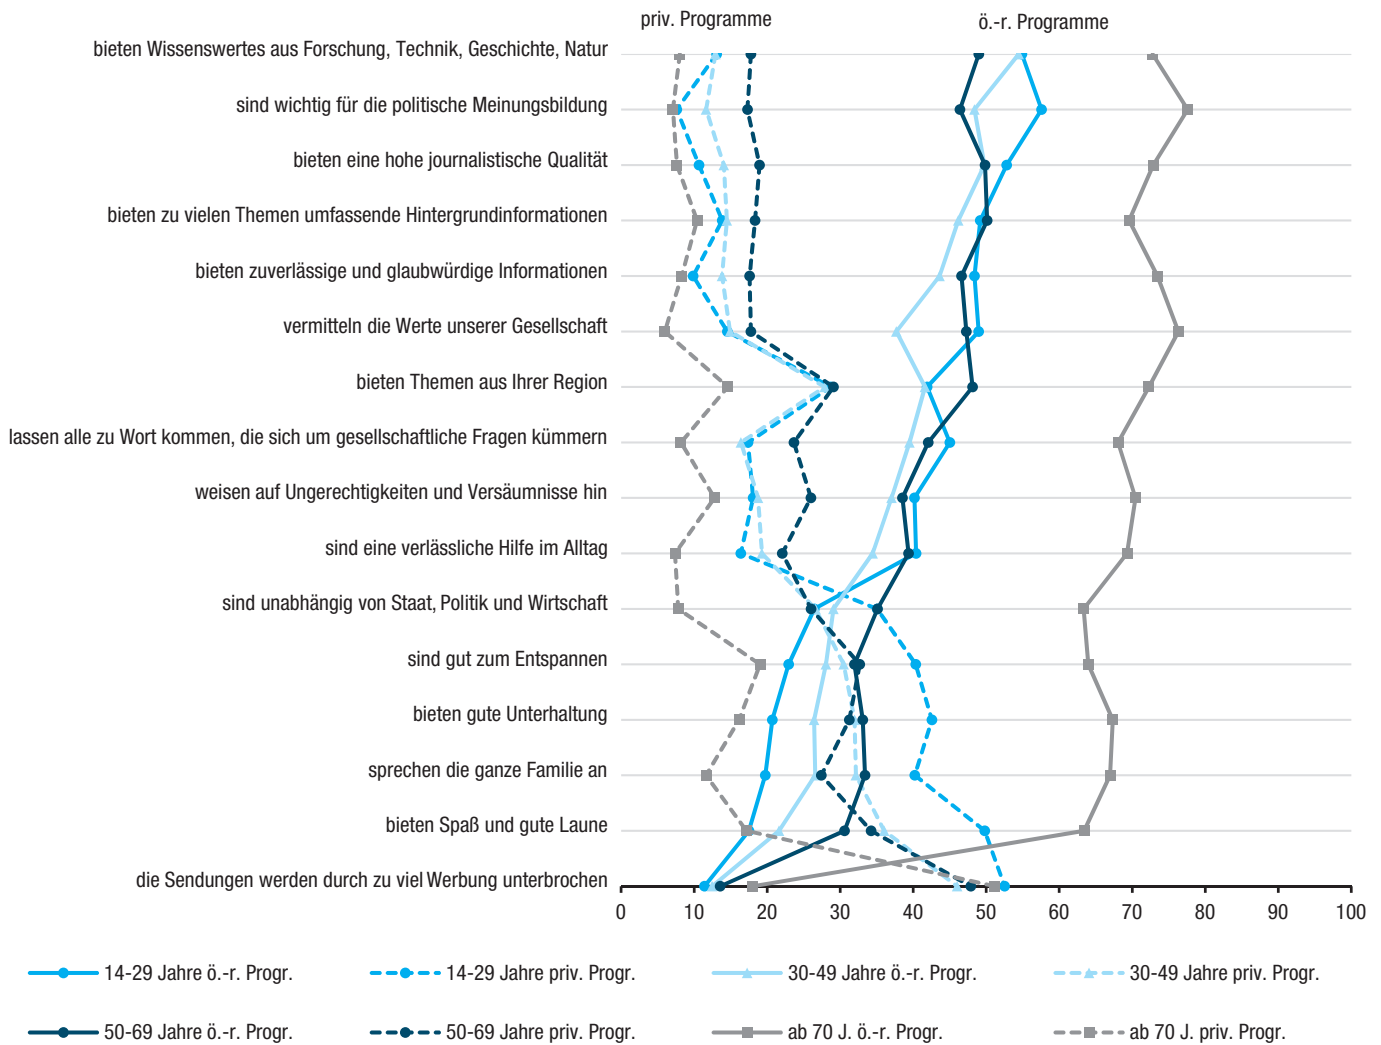 priv. Programme
ö.-r. Programme
bieten Wissenswertes aus Forschung, Technik, Geschichte, Natur
sind wichtig für die politische Meinungsbildung
bieten eine hohe journalistische Qualität
bieten zu vielen Themen umfassende Hintergrundinformationen
bieten zuverlässige und glaubwürdige Informationen
vermitteln die Werte unserer Gesellschaft
bieten Themen aus Ihrer Region
lassen alle zu Wort kommen, die sich um gesellschaftliche Fragen kümmern
weisen auf Ungerechtigkeiten und Versäumnisse hin
sind eine verlässliche Hilfe im Alltag
sind unabhängig von Staat, Politik und Wirtschaft
sind gut zum Entspannen
bieten gute Unterhaltung
sprechen die ganze Familie an
bieten Spaß und gute Laune
die Sendungen werden durch zu viel Werbung unterbrochen
0 10 20 30 40 50 60 70 80 90 100
14-29 Jahre ö.-r. Progr. 14-29 Jahre priv. Progr. 30-49 Jahre ö.-r. Progr. 30-49 Jahre priv. Progr.
50-69 Jahre ö.-r. Progr. 50-69 Jahre priv. Progr. ab 70 J. ö.-r. Progr. ab 70 J. priv. Progr.